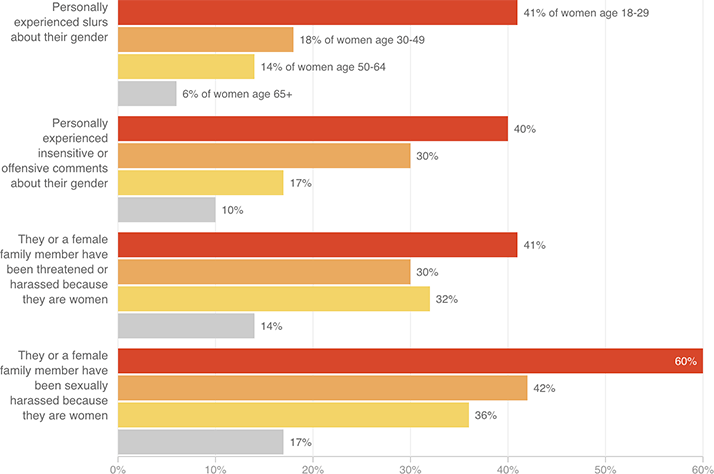 Personally
experienced slurs
about their gender
41% of women age 18-29
18% of women age 30-49
14% of women age 50-64
6% of women age 65+
Personally
experienced
insensitive or
offensive comments
about their gender
40%
30%
17%
10%
They or a female
family member have
been threatened or
harassed because
they are women
41%
30%
32%
14%
They or a female
family member have
been sexually
harassed because
they are women
60%
42%
36%
17%
0% 10% 20% 30% 40% 50% 60%